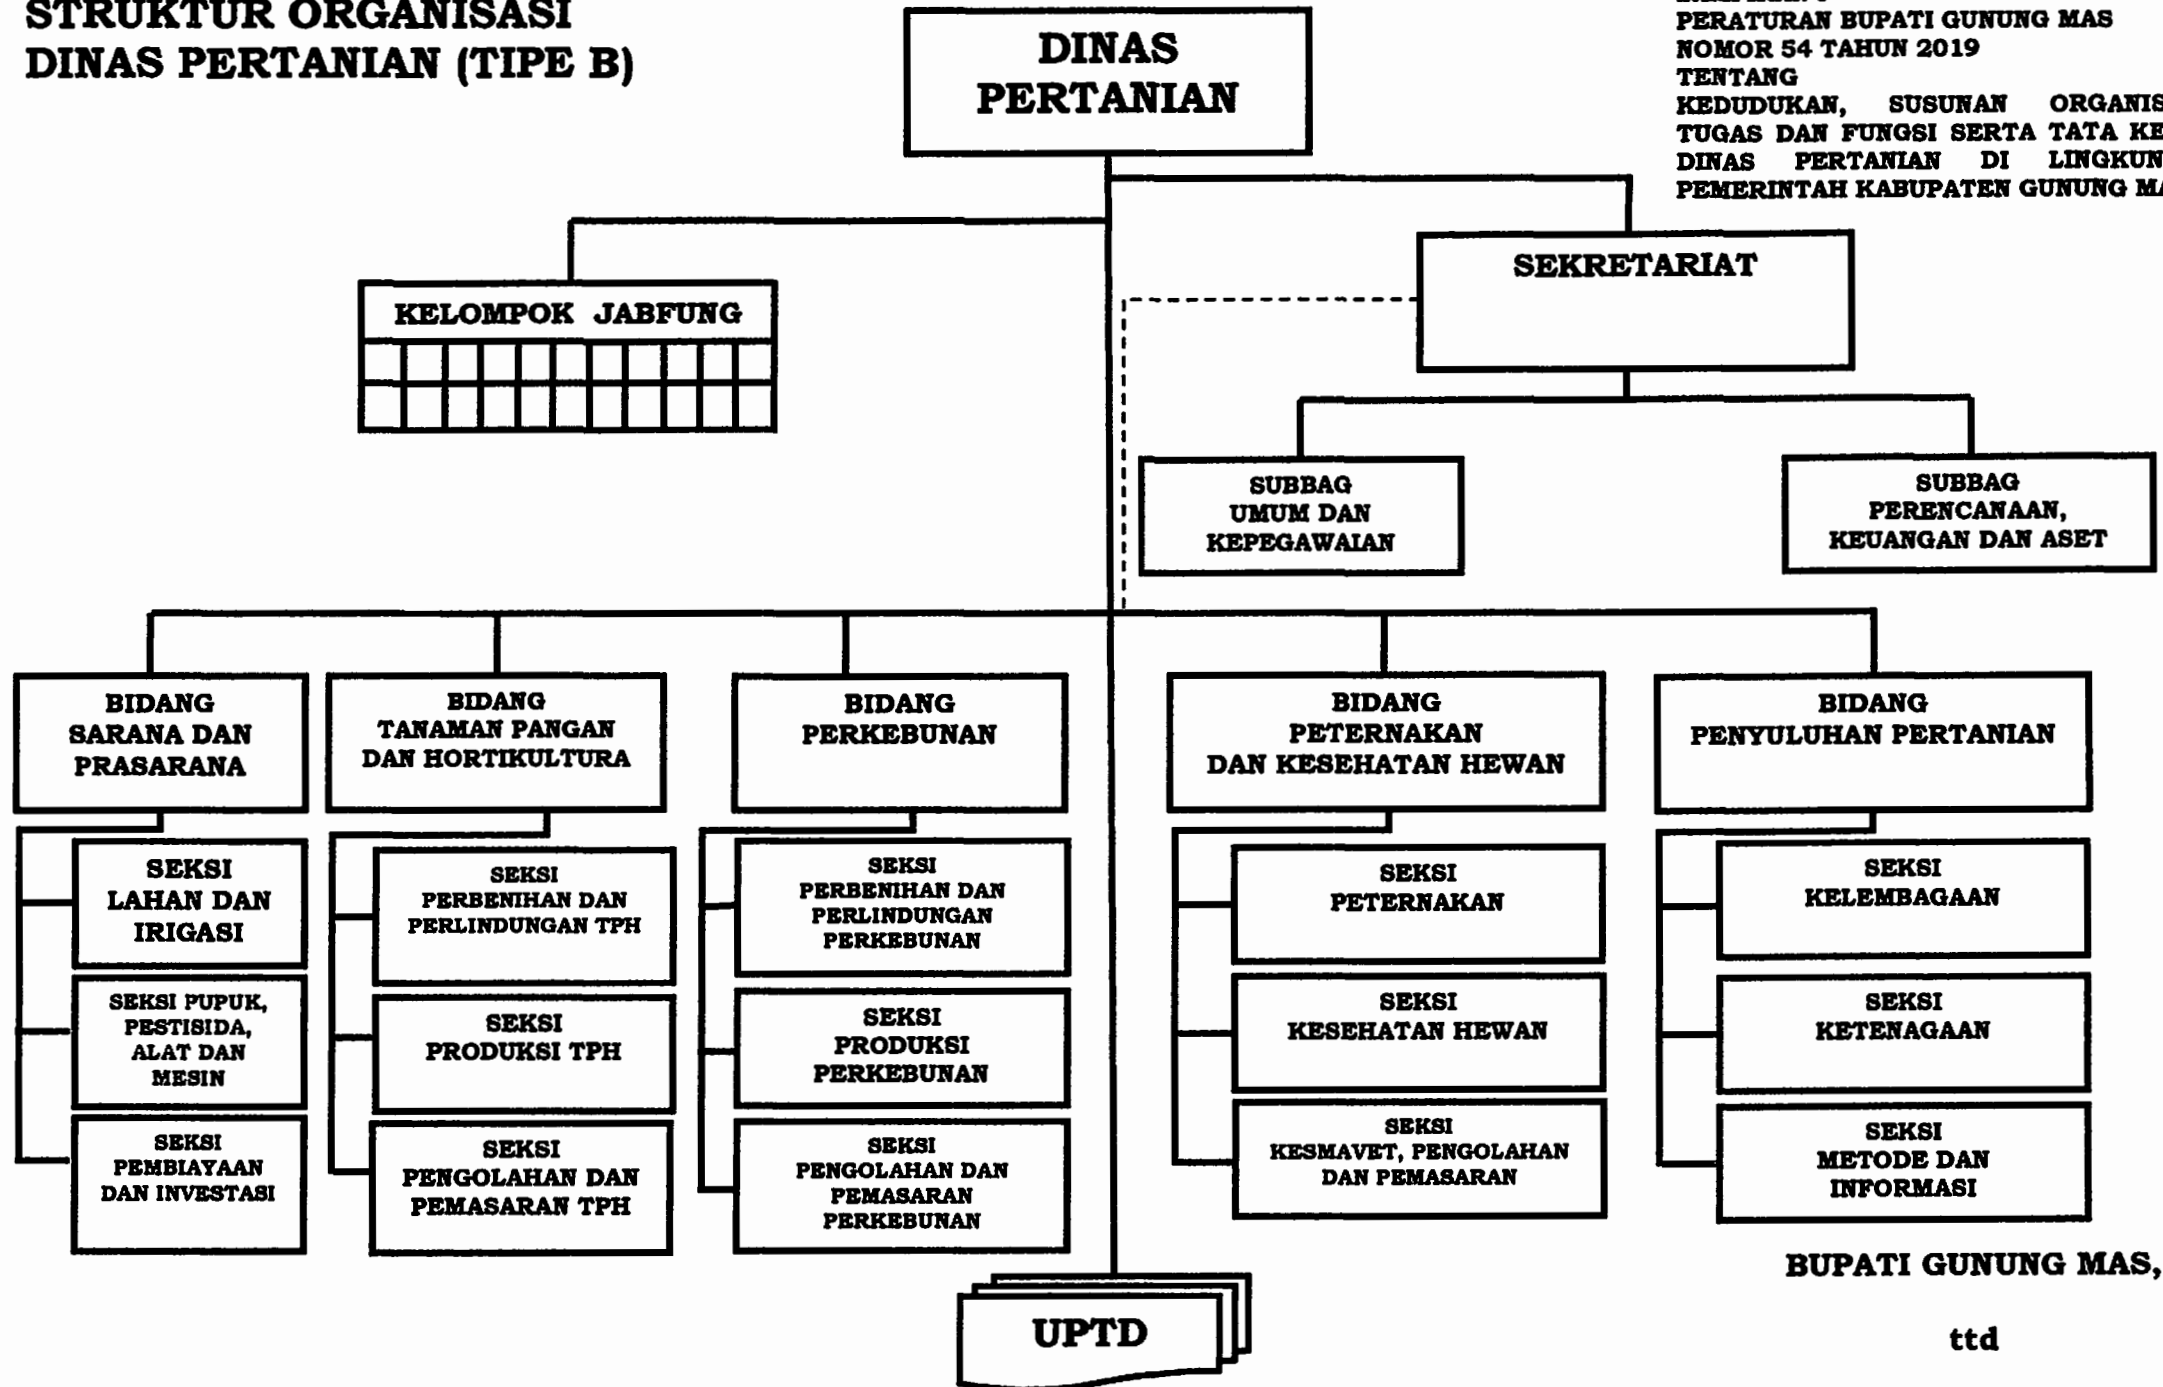 STRUKTUR ORGANISASI
DINAS PERTANIAN (TIPE B)
DINAS
PERTANIAN
PERATURAN BUPATI GUNUNG MAS
NOMOR 54 TAHUN 2019
TENTANG
KEDUDUKAN, SUSUNAN
TUGAS DAN FUNGSI SERTA TATA
DINAS PERTANIAN DI
PEMERINTAH KABUPATEN GUNUNG
SEKRETARIAT
KELOMPOK JABFUNG
SUBBAG
UMUM DAN
KEPEGAWAIAN
SUBBAG
PERENCANAAN,
KEUANGAN DAN ASET
BIDANG
SARANA DAN
PRASARANA
SEKSI
LAHAN DAN
IRIGASI
SEKSI PUPUK,
PESTISIDA,
ALAT DAN
MESIN
SEKSI
PEMBIAYAAN
DAN INVESTASI
BIDANG
TANAMAN PANGAN
DAN HORTIKULTURA
SEKSI
PERBENIHAN DAN
PERLINDUNGAN TPH
SEKSI
PRODUKSI TPH
SEKSI
PENGOLAHAN DAN
PEMASARAN TPH
BIDANG
PERKEBUNAN
SEKSI
PERBENIHAN DAN
PERLINDUNGAN
PERKEBUNAN
SEKSI
PRODUKSI
PERKEBUNAN
SEKSI
PENGOLAHAN DAN
PEMASARAN
PERKEBUNAN
BIDANG
PETERNAKAN
DAN KESEHATAN HEWAN
SEKSI
PETERNAKAN
SEKSI
KESEHATAN HEWAN
SEKSI
KESMAVET, PENGOLAHAN
DAN PEMASARAN
BIDANG
PENYULUHAN PERTANIAN
SEKSI
KELEMBAGAAN
SEKSI
KETENAGAAN
SEKSI
METODE DAN
INFORMASI
UPTD
BUPATI GUNUNG MAS,
ttd